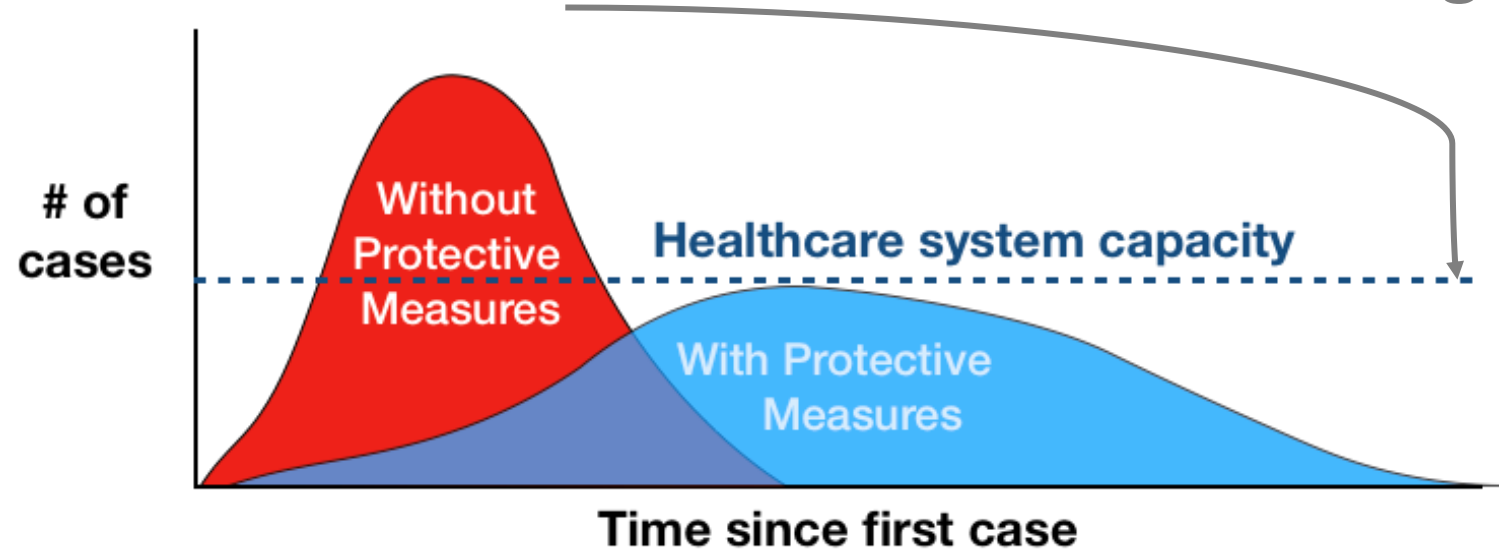 # of
cases
Without
Protective
Measures
Healthcare system capacity
With Protective
Measures
Time since first case